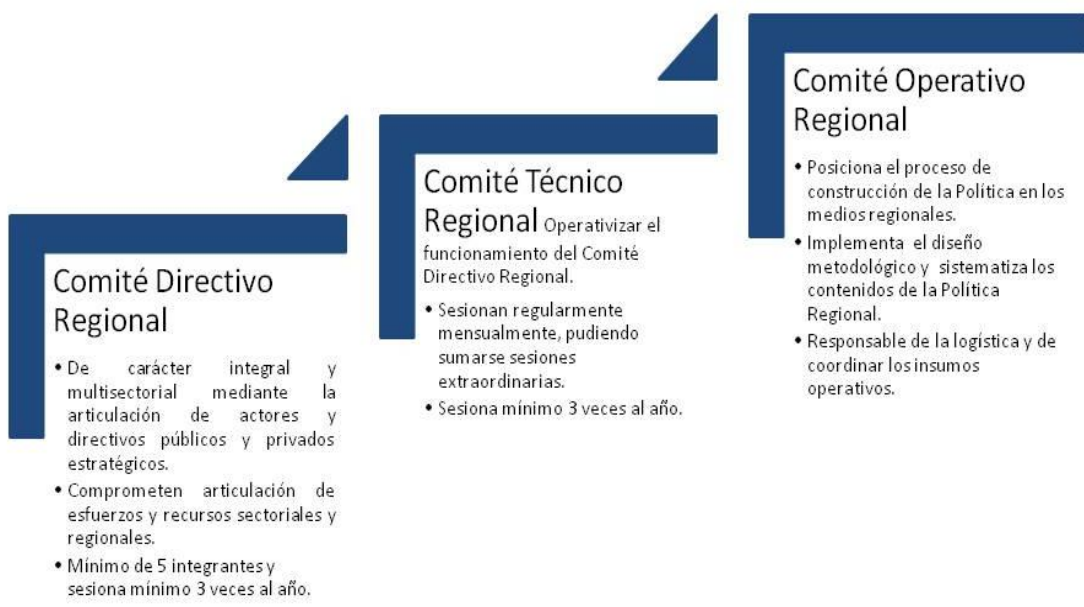 Comité Directivo
Regional
• De carácter integral y
multisectorial mediante la
articulación de actores y
directivos públicos y privados
estratégicos.
• Comprometen articulación de
esfuerzos y recursos sectoriales y
regionales.
• Mínimo de 5 integrantes y
sesiona mínimo 3 veces al año.
Comité Técnico
Regional Operativizar el
funcionamiento del Comité
Directivo Regional.
• Sesionan regularmente
mensualmente, pudiendo
sumarse sesiones
extraordinarias.
• Sesiona mínimo 3 veces al año.
Comité Operativo
Regional
• Posiciona el proceso de
construcción de la Política en los
medios regionales.
• Implementa el diseño
metodológico y sistematiza los
contenidos de la Política
Regional.
• Responsable de la logística y de
coordinar los insumos
operativos.